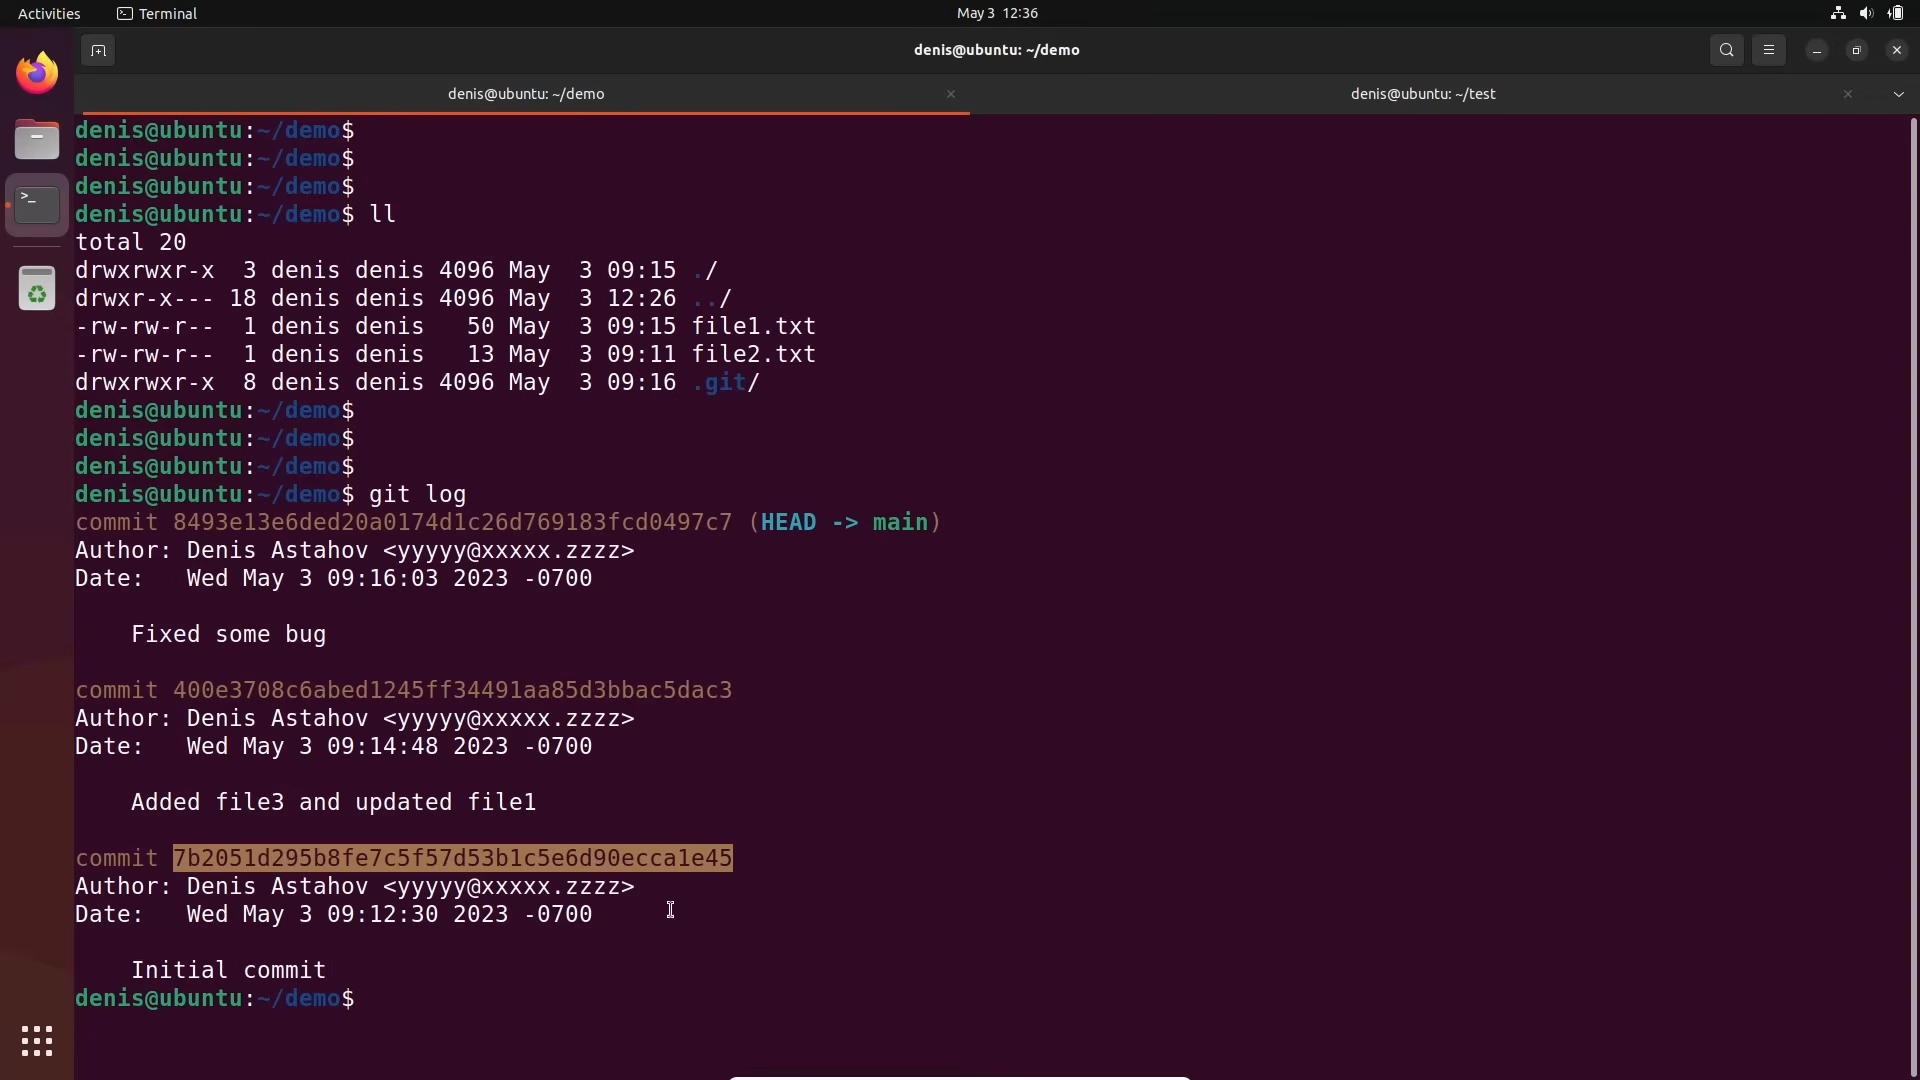 Activities Terminal May 3 12:36
denis@ubuntu: ~/demo
denis@ubuntu: ~/demo × denis@ubuntu: ~/test ×
denis@ubuntu:~/demo$
denis@ubuntu:~/demo$
denis@ubuntu:~/demo$
denis@ubuntu:~/demo$ ll
total 20
drwxrwxr-x  3 denis denis 4096 May  3 09:15 ./
drwxr-x--- 18 denis denis 4096 May  3 12:26 ../
-rw-rw-r--  1 denis denis   50 May  3 09:15 file1.txt
-rw-rw-r--  1 denis denis   13 May  3 09:11 file2.txt
drwxrwxr-x  8 denis denis 4096 May  3 09:16 .git/
denis@ubuntu:~/demo$
denis@ubuntu:~/demo$
denis@ubuntu:~/demo$
denis@ubuntu:~/demo$ git log
commit 8493e13e6ded20a0174d1c26d769183fcd0497c7 (HEAD -> main)
Author: Denis Astahov <yyyyy@xxxxx.zzzz>
Date:   Wed May 3 09:16:03 2023 -0700
Fixed some bug
commit 400e3708c6abed1245ff34491aa85d3bbac5dac3
Author: Denis Astahov <yyyyy@xxxxx.zzzz>
Date:   Wed May 3 09:14:48 2023 -0700
Added file3 and updated file1
commit 7b2051d295b8fe7c5f57d53b1c5e6d90ecca1e45
Author: Denis Astahov <yyyyy@xxxxx.zzzz>
Date:   Wed May 3 09:12:30 2023 -0700
Initial commit
denis@ubuntu:~/demo$